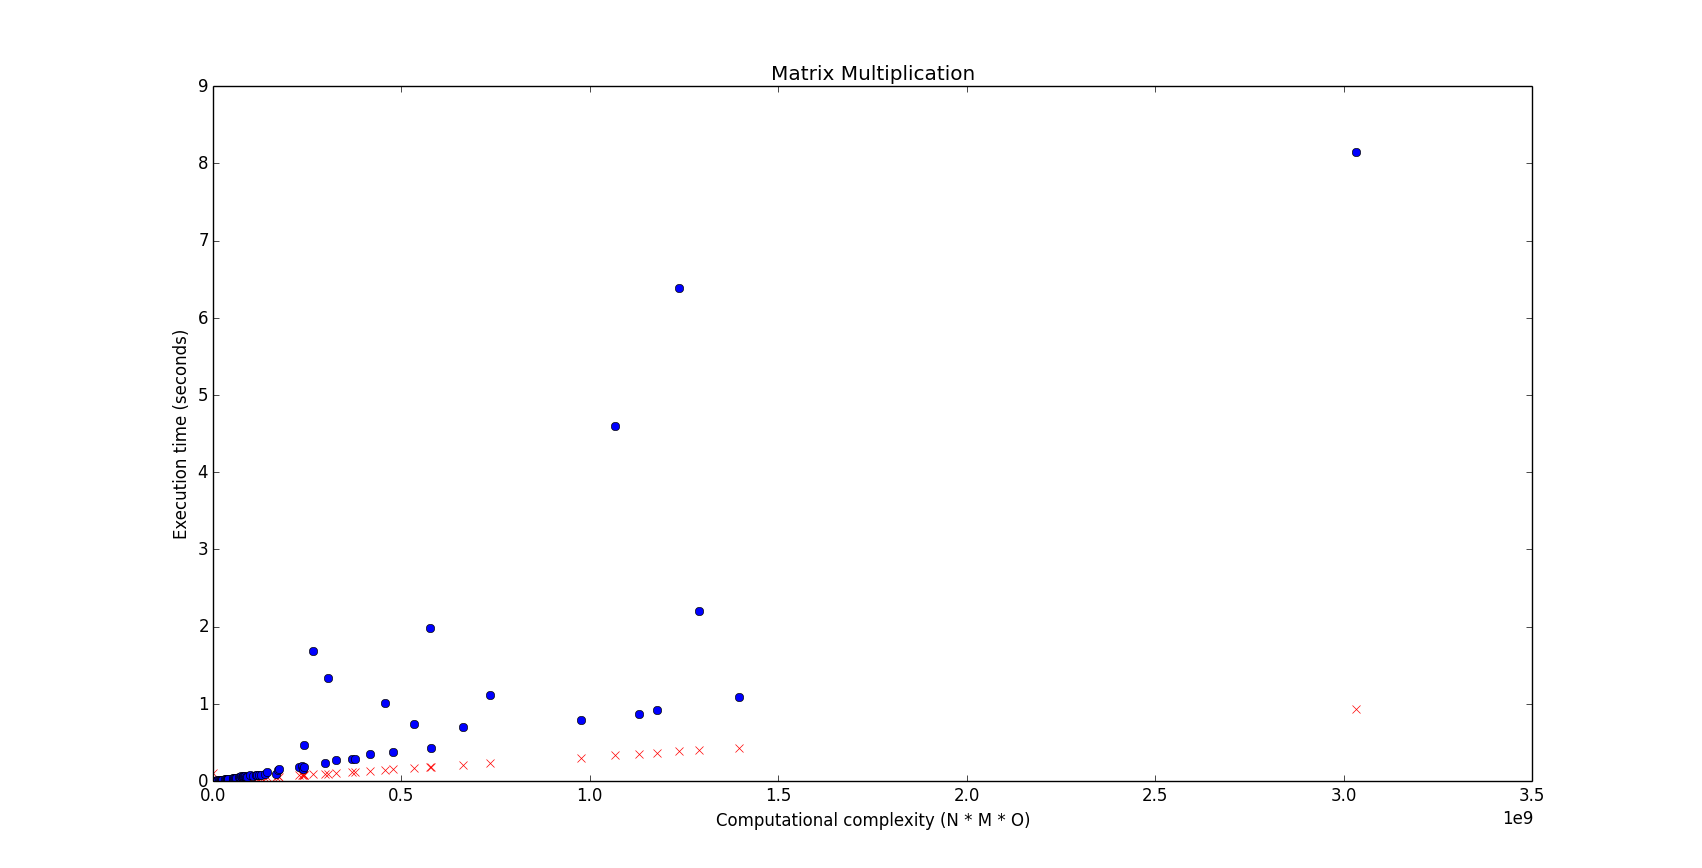 Matrix Multiplication
9
8
7
6
5
4
3
2
1
0
Execution time (seconds)
0.0 0.5 1.0 1.5 2.0 2.5 3.0 3.5
1e9
Computational complexity (N * M * O)